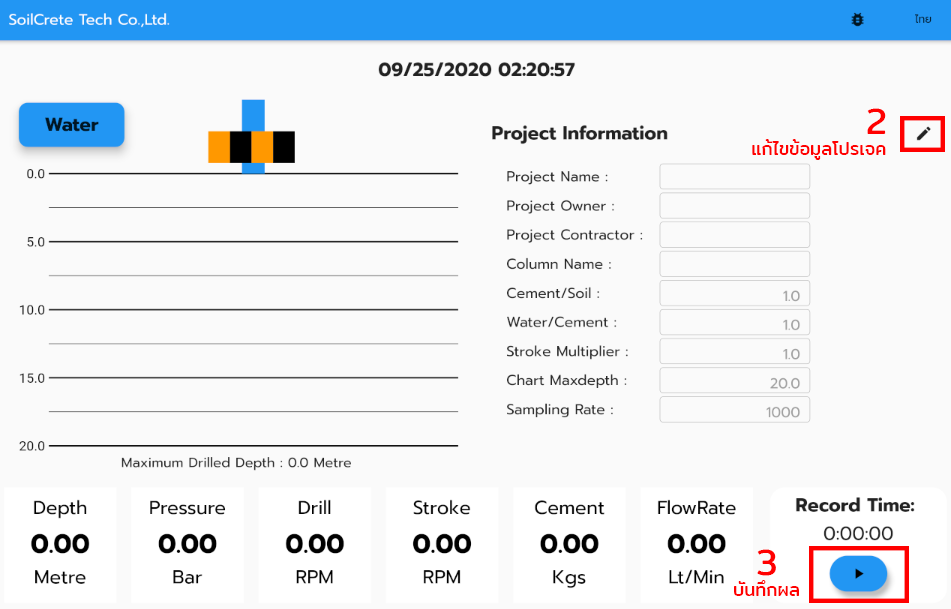 SoilCrete Tech Co.,Ltd.
ไทย
09/25/2020 02:20:57
Water
Project Information
2
แก้ไขข้อมูลโปรเจค
0.0
5.0
10.0
15.0
20.0
Maximum Drilled Depth : 0.0 Metre
Project Name :
Project Owner :
Project Contractor :
Column Name :
Cement/Soil : 1.0
Water/Cement : 1.0
Stroke Multiplier : 1.0
Chart Maxdepth : 20.0
Sampling Rate : 1000
Depth
0.00
Metre
Pressure
0.00
Bar
Drill
0.00
RPM
Stroke
0.00
RPM
Cement
0.00
Kgs
FlowRate
0.00
Lt/Min
Record Time:
0:00:00
3
บันทึกผล